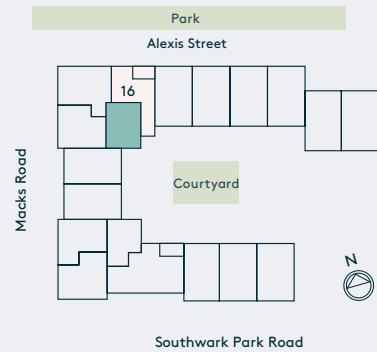 Park
Alexis Street
16
Macks Road
Courtyard
N
Southwark Park Road